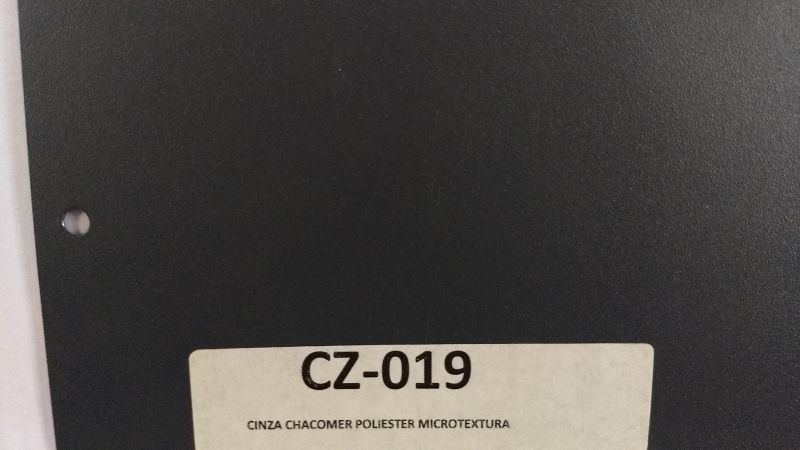 CZ-019
CINZA CHACOMER POLIESTER MICROTEXTURA